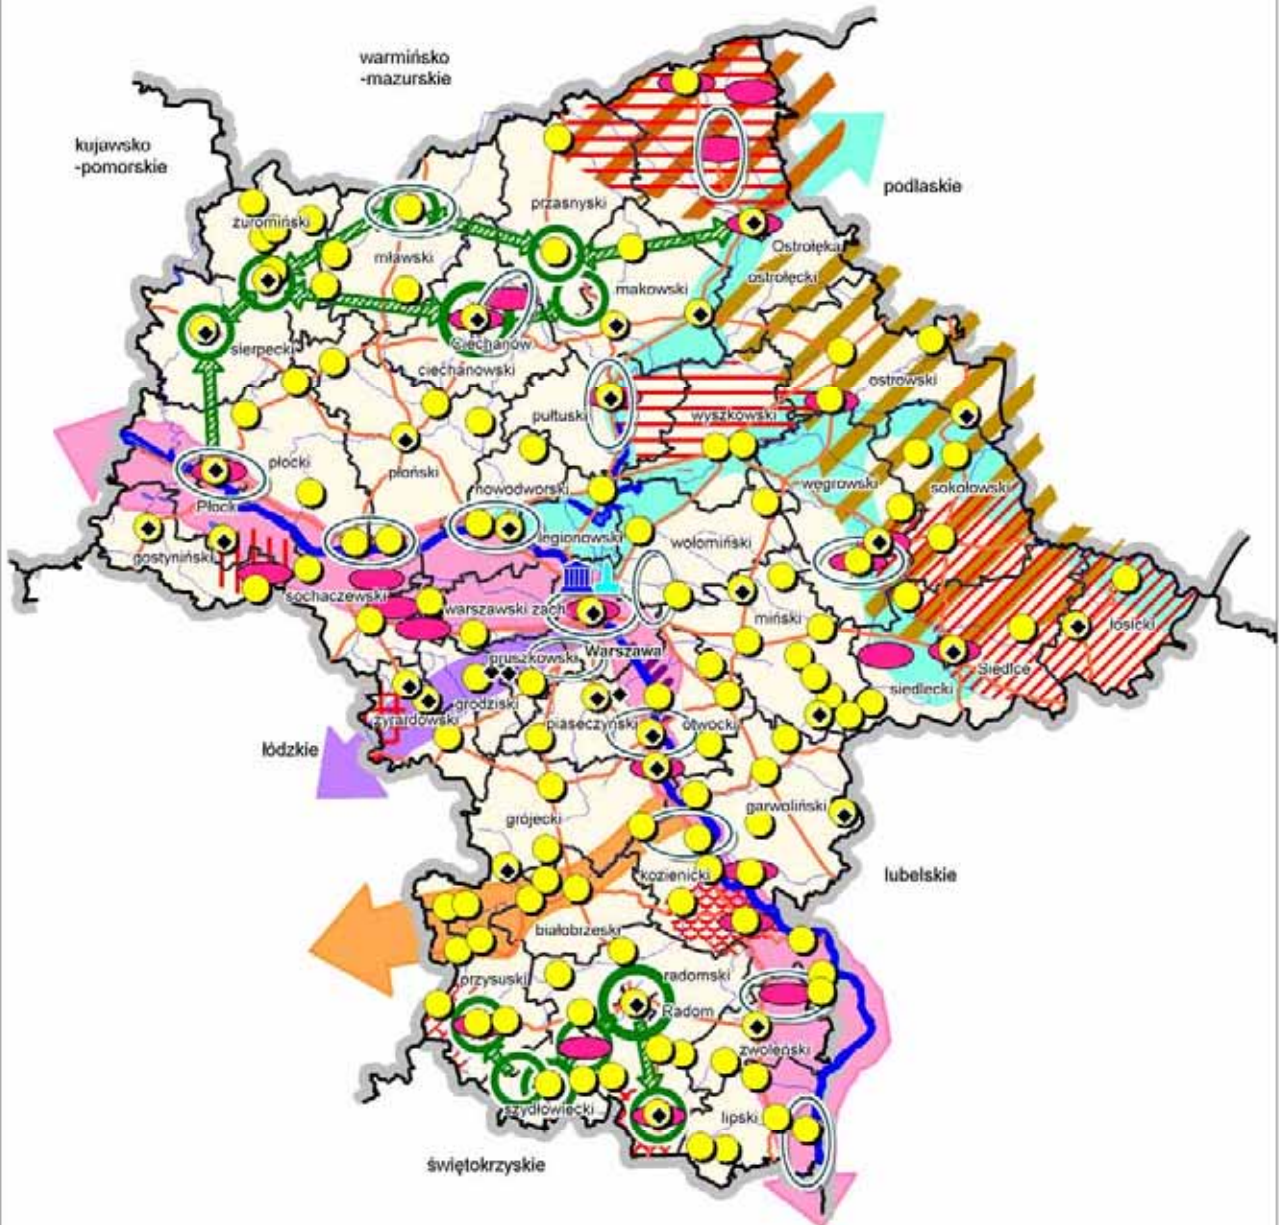 warmińsko
-mazurskie
kujawsko
-pomorskie
podlaskie
przasnyski
żuromiński
Ostrołęka
mławski
ostrołęcki
makowski
Ciechanów
sierpecki
ciechanowski
ostrowski
pułtuski
wyszkowski
płocki
płoński
węgrowski
sokołowski
nowodworski
Płock
legionowski
wołomiński
gostyniński
sochaczewski
warszawski zach.
miński
łosicki
Warszawa
pruszkowski
Siedlce
siedlecki
grodziski
żyrardowski
piaseczyński
otwocki
łódzkie
garwoliński
grójecki
kozienicki
lubelskie
białobrzeski
przysuski
radomski
Radom
zwoleński
szydłowiecki
lipski
świętokrzyskie